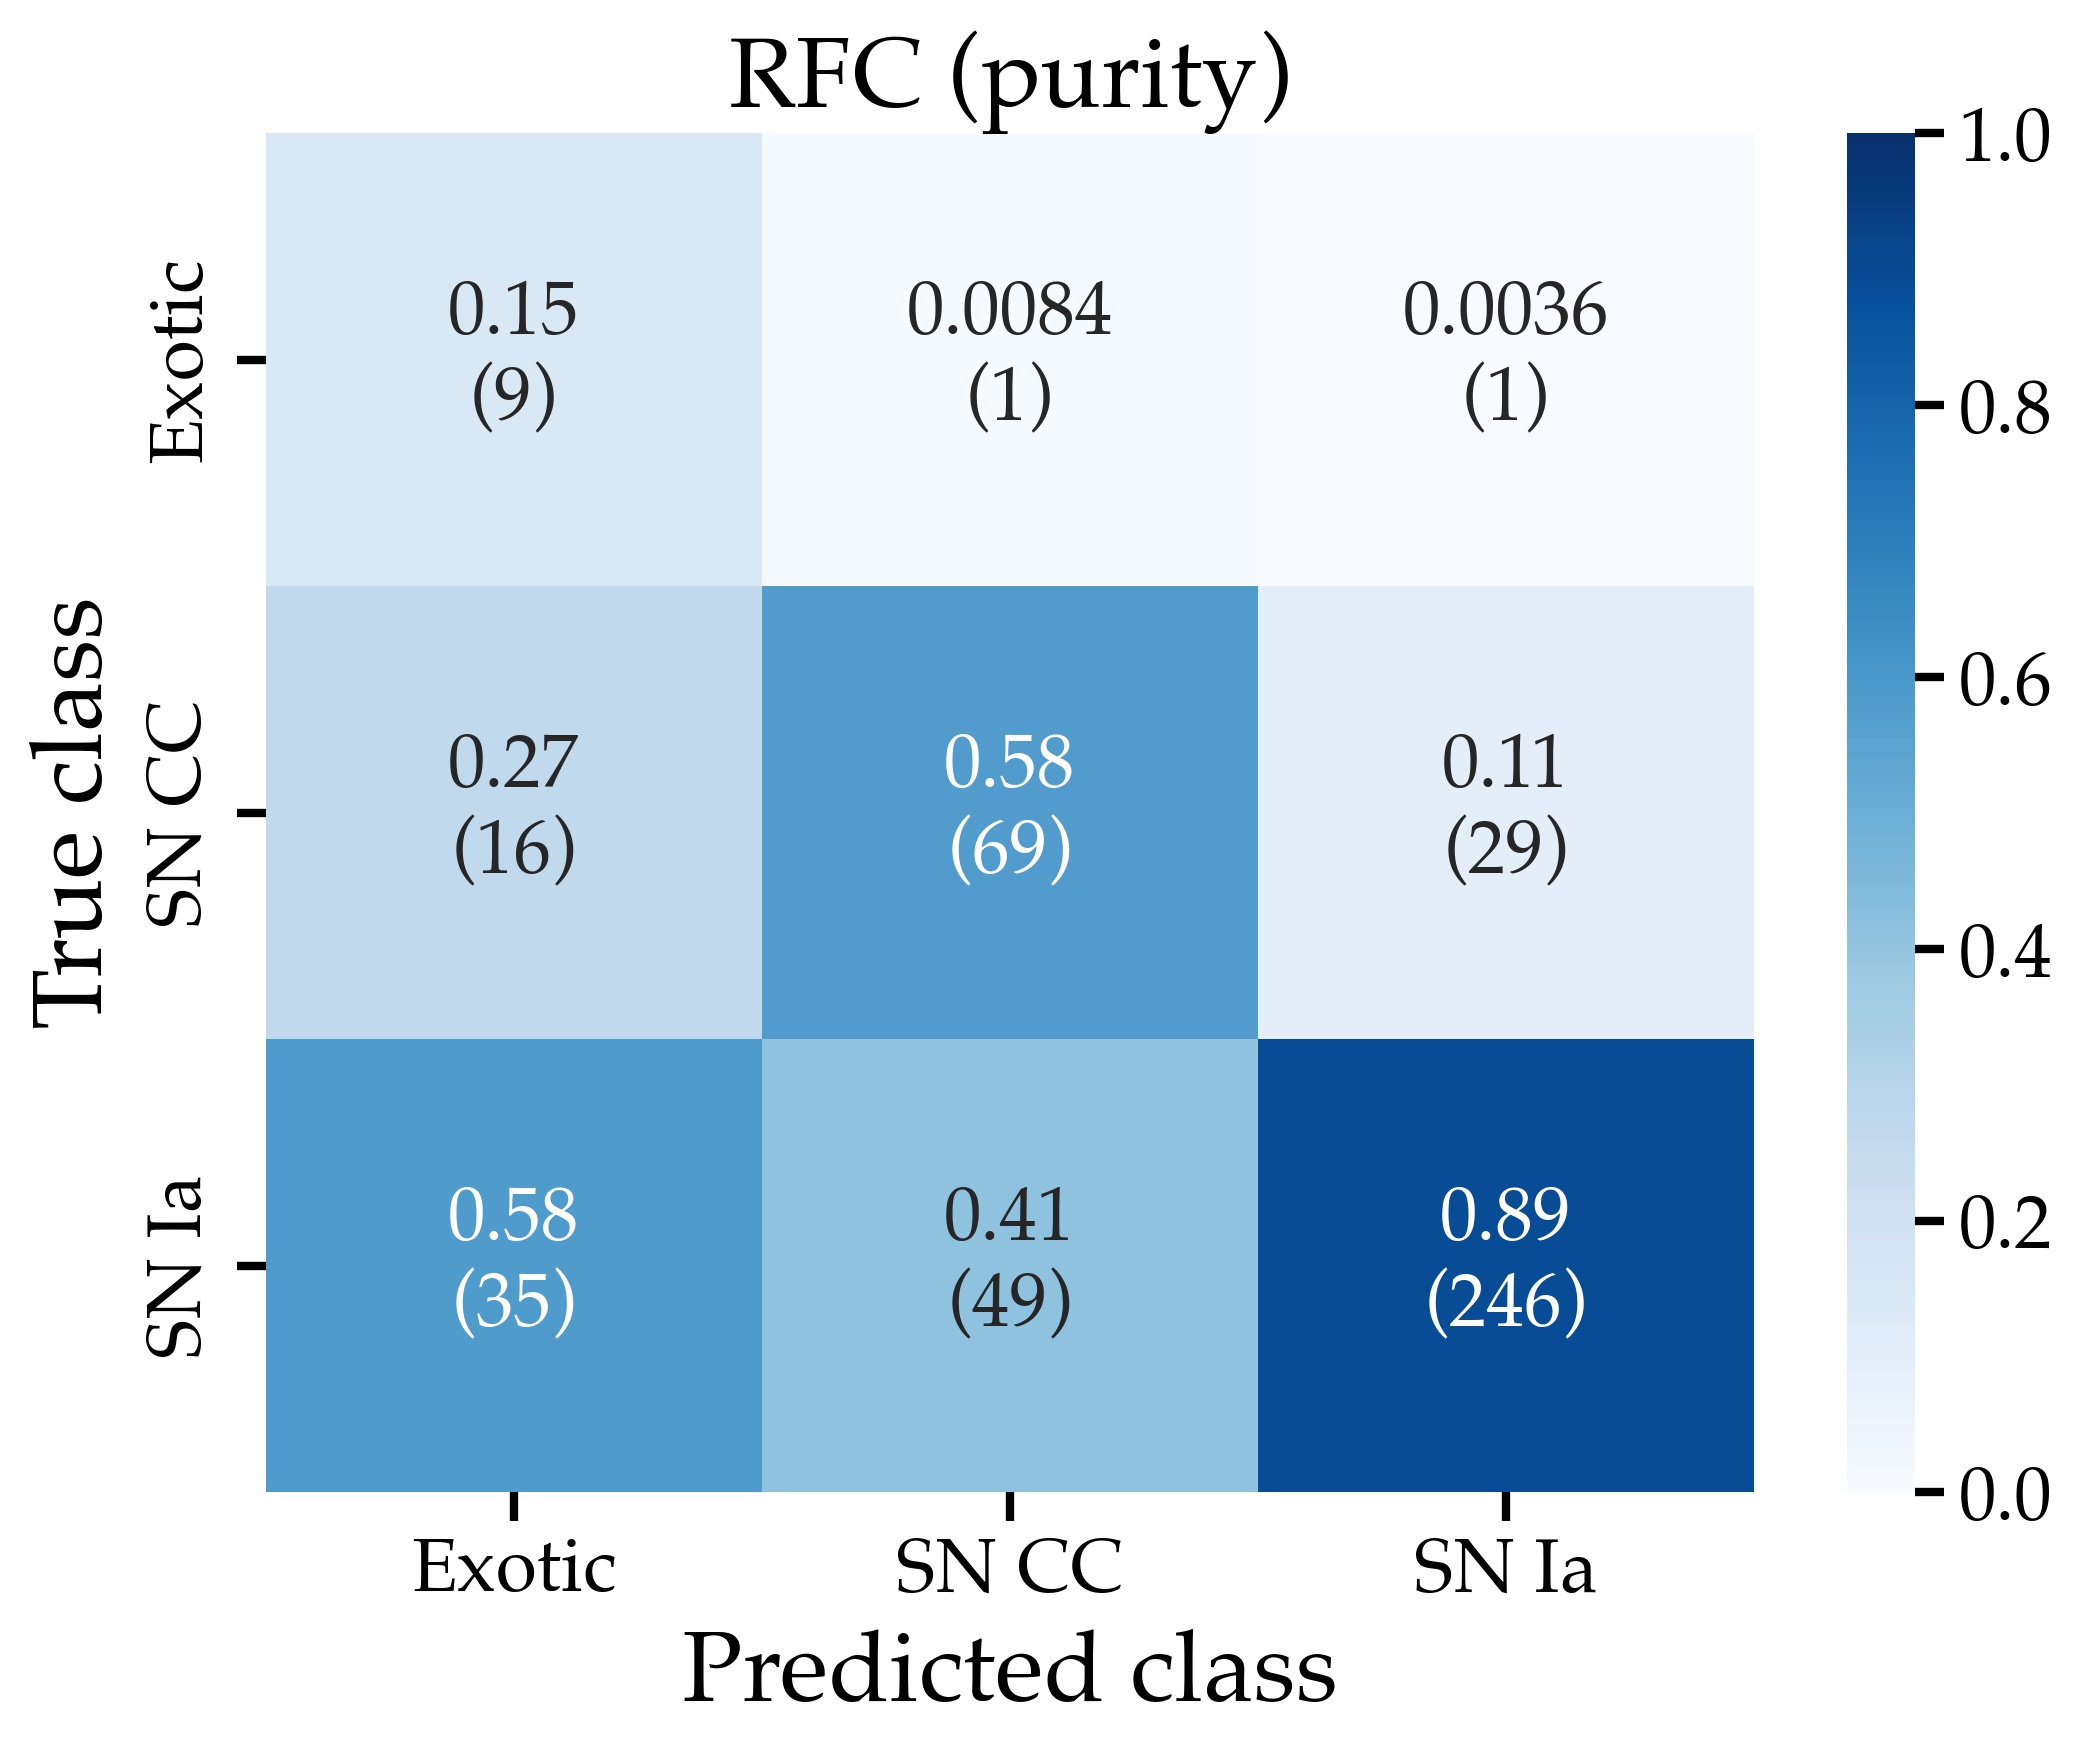 RFC (purity)
True class
Exotic
0.15
(9)
0.0084
(1)
0.0036
(1)
SN CC
0.27
(16)
0.58
(69)
0.11
(29)
SN Ia
0.58
(35)
0.41
(49)
0.89
(246)
Exotic
SN CC
SN Ia
Predicted class
1.0
0.8
0.6
0.4
0.2
0.0